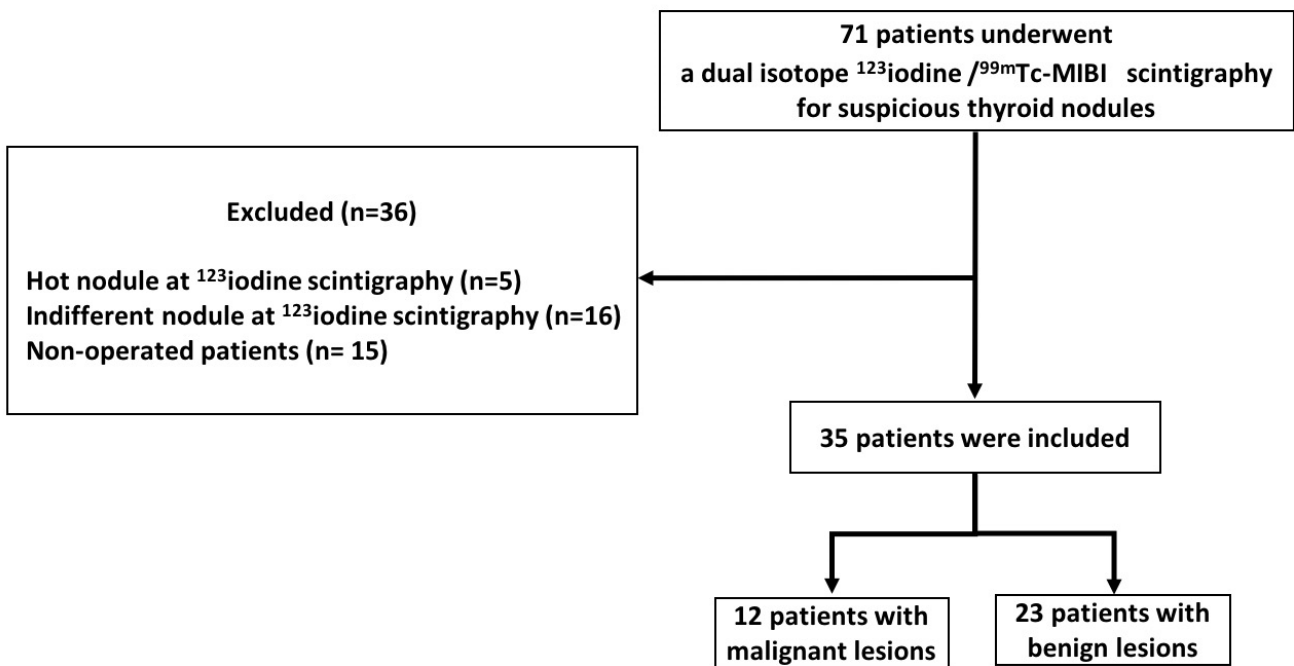 71 patients underwent
a dual isotope ¹²³iodine /⁹⁹ᵐTc-MIBI scintigraphy
for suspicious thyroid nodules
Excluded (n=36)
Hot nodule at ¹²³iodine scintigraphy (n=5)
Indifferent nodule at ¹²³iodine scintigraphy (n=16)
Non-operated patients (n= 15)
35 patients were included
12 patients with
malignant lesions
23 patients with
benign lesions